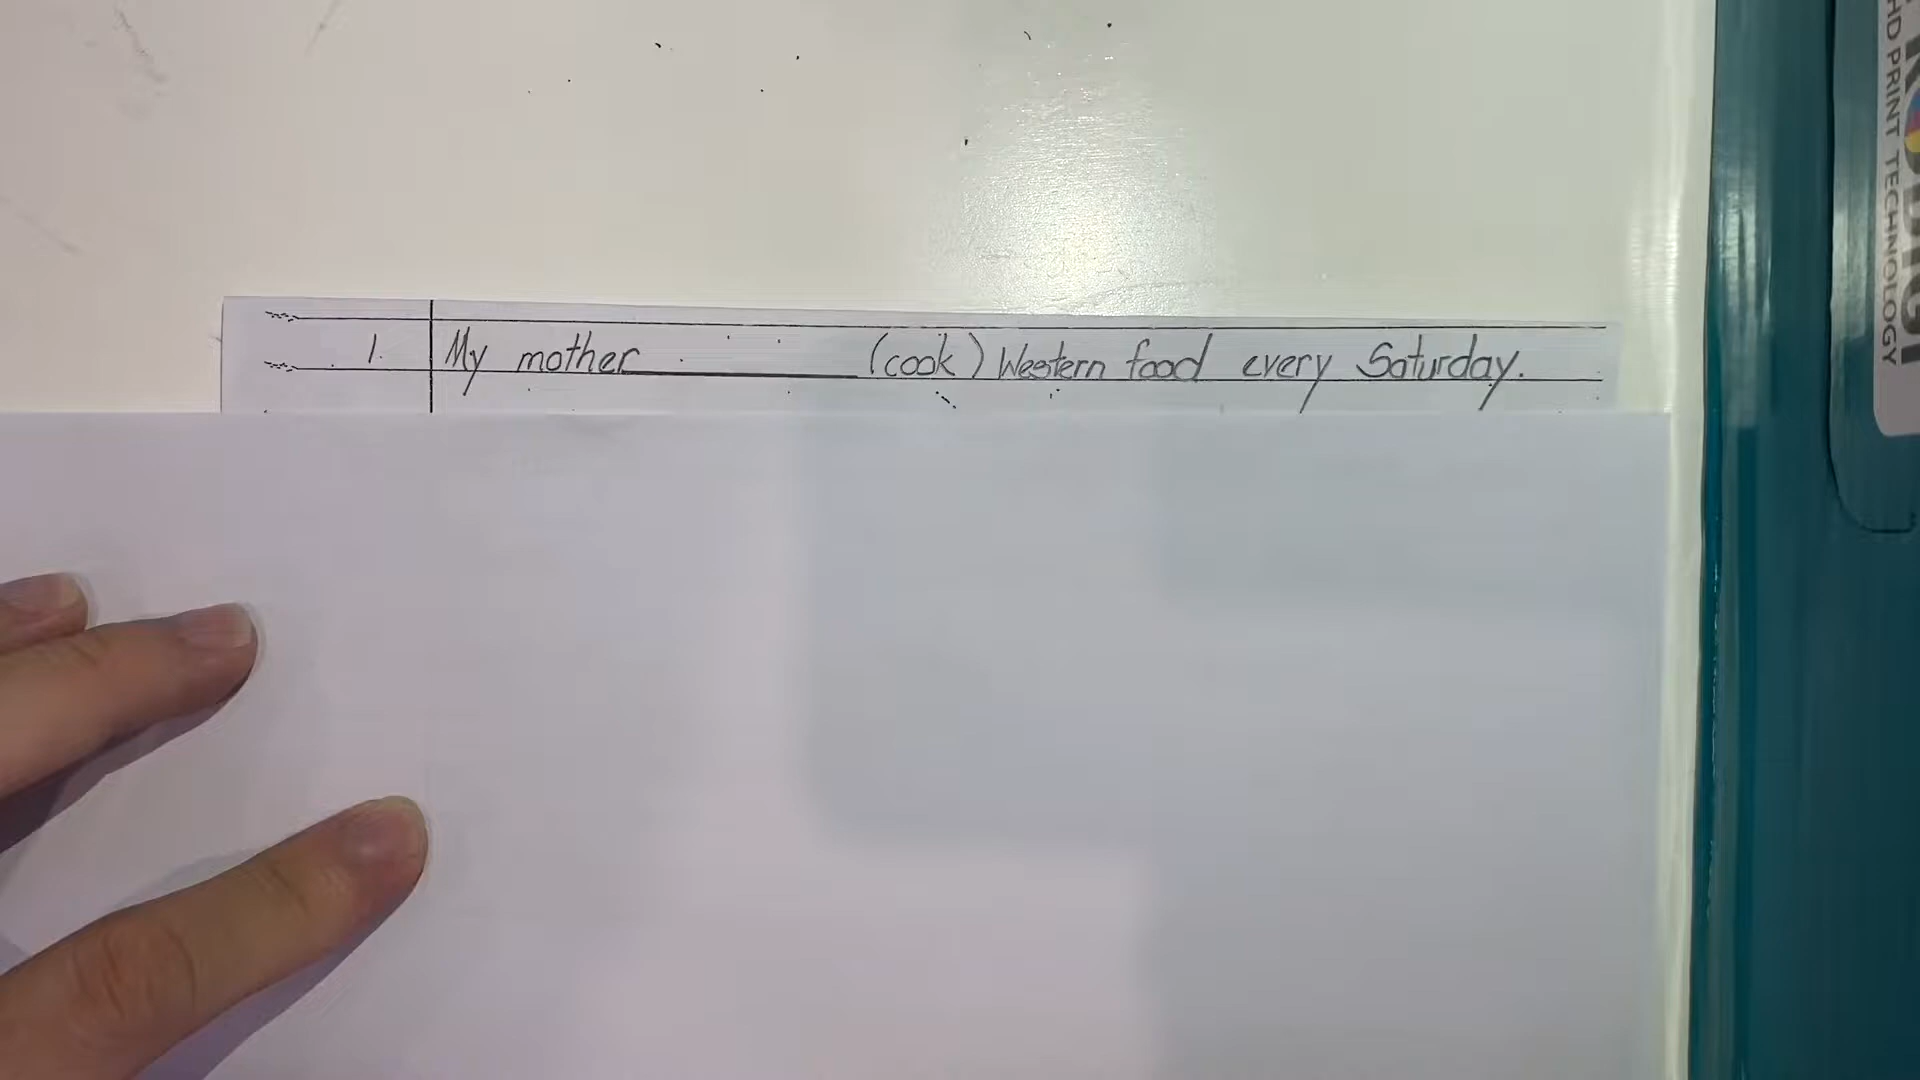 1. My mother ________ (cook) Western food every Saturday.
HD PRINT TECHNOLOGY